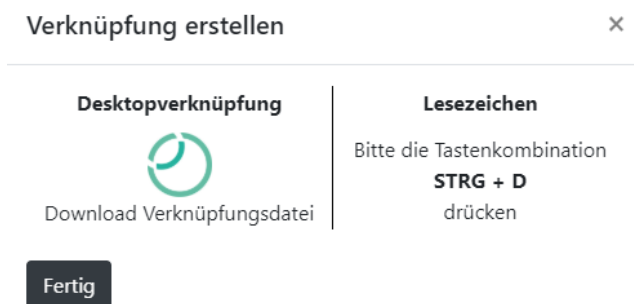 Verknüpfung erstellen
×
Desktopverknüpfung
Download Verknüpfungsdatei
Lesezeichen
Bitte die Tastenkombination
STRG + D
drücken
Fertig